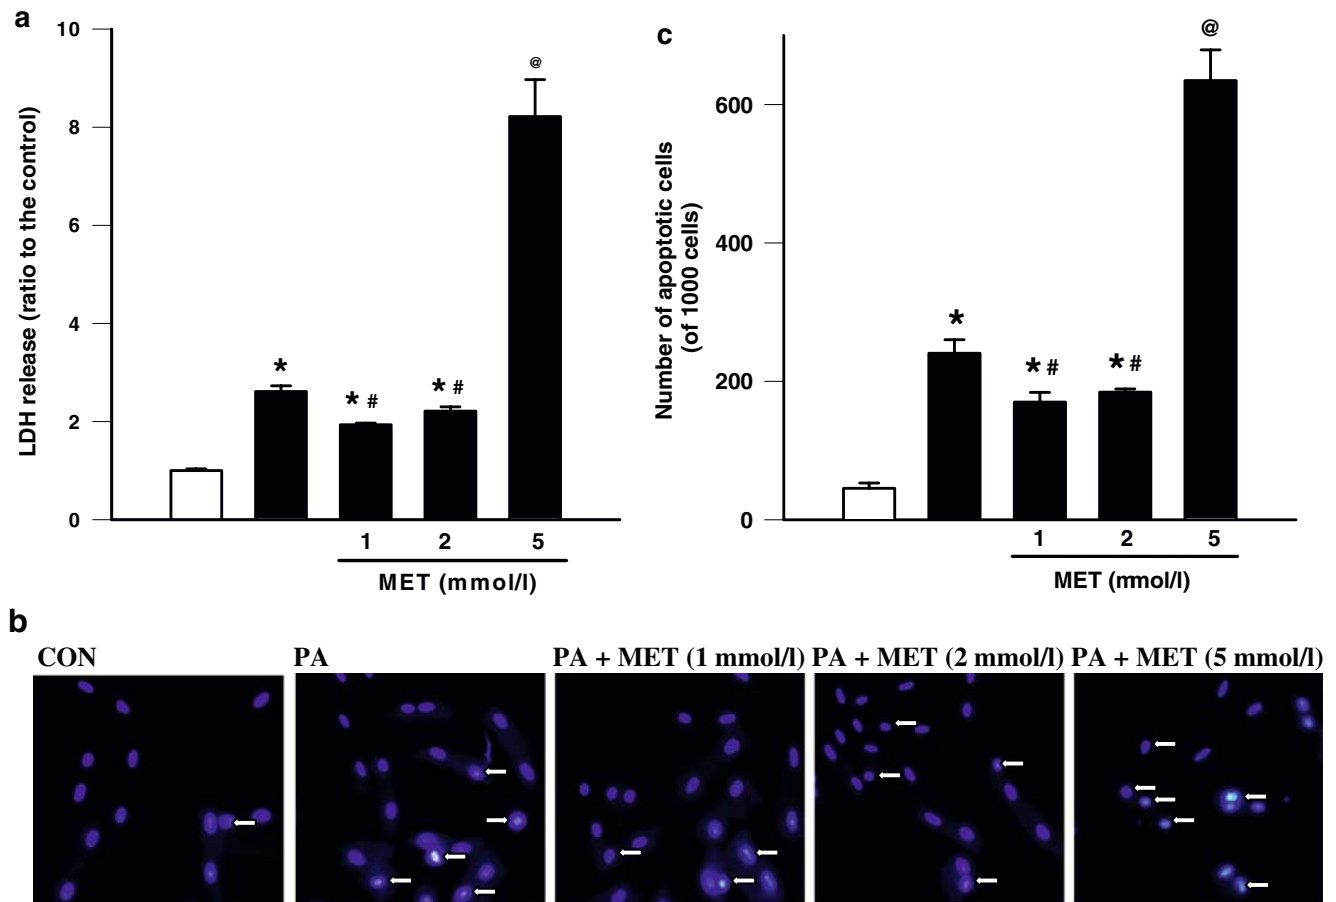 a
10
8
6
4
2
0
LDH release (ratio to the control)
*
* #
* #
@
1 2 5
MET (mmol/l)
c
600
400
200
0
Number of apoptotic cells
(of 1000 cells)
*
* #
* #
@
1 2 5
MET (mmol/l)
b
CON PA PA + MET (1 mmol/l) PA + MET (2 mmol/l) PA + MET (5 mmol/l)